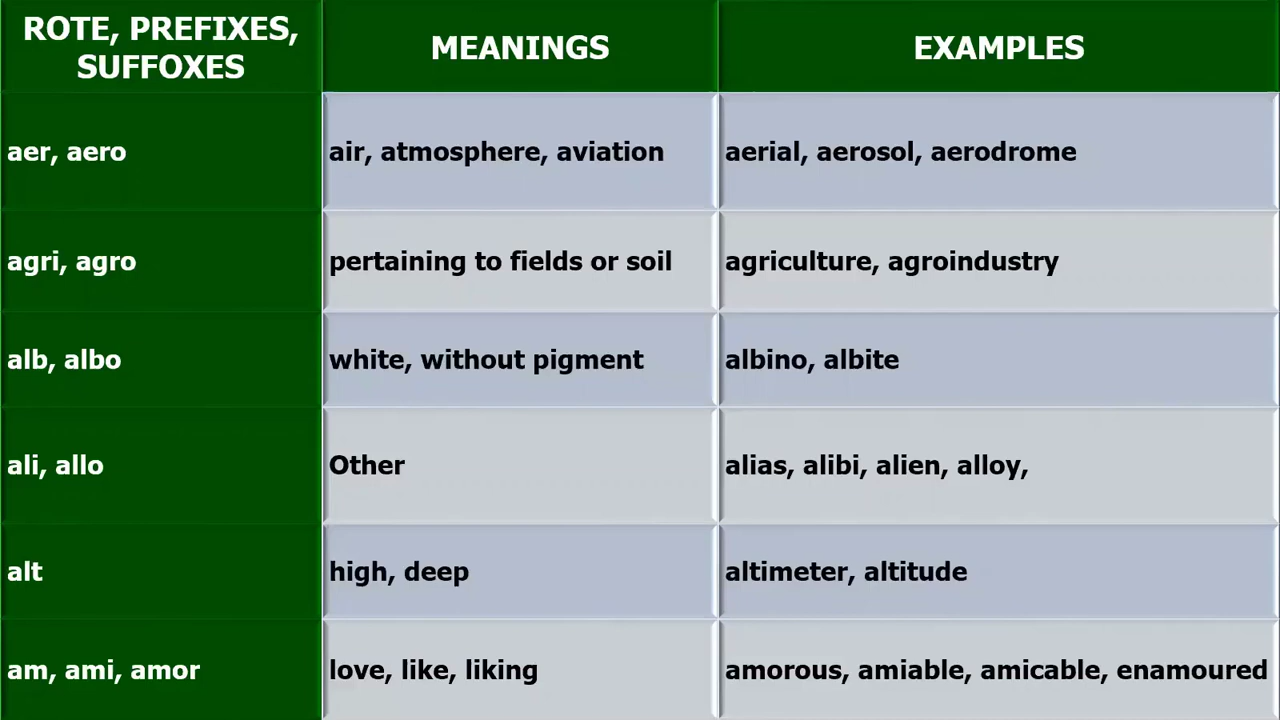 ROTE, PREFIXES,
SUFFOXES
MEANINGS
EXAMPLES
aer, aero
air, atmosphere, aviation
aerial, aerosol, aerodrome
agri, agro
pertaining to fields or soil
agriculture, agroindustry
alb, albo
white, without pigment
albino, albite
ali, allo
Other
alias, alibi, alien, alloy,
alt
high, deep
altimeter, altitude
am, ami, amor
love, like, liking
amorous, amiable, amicable, enamoured